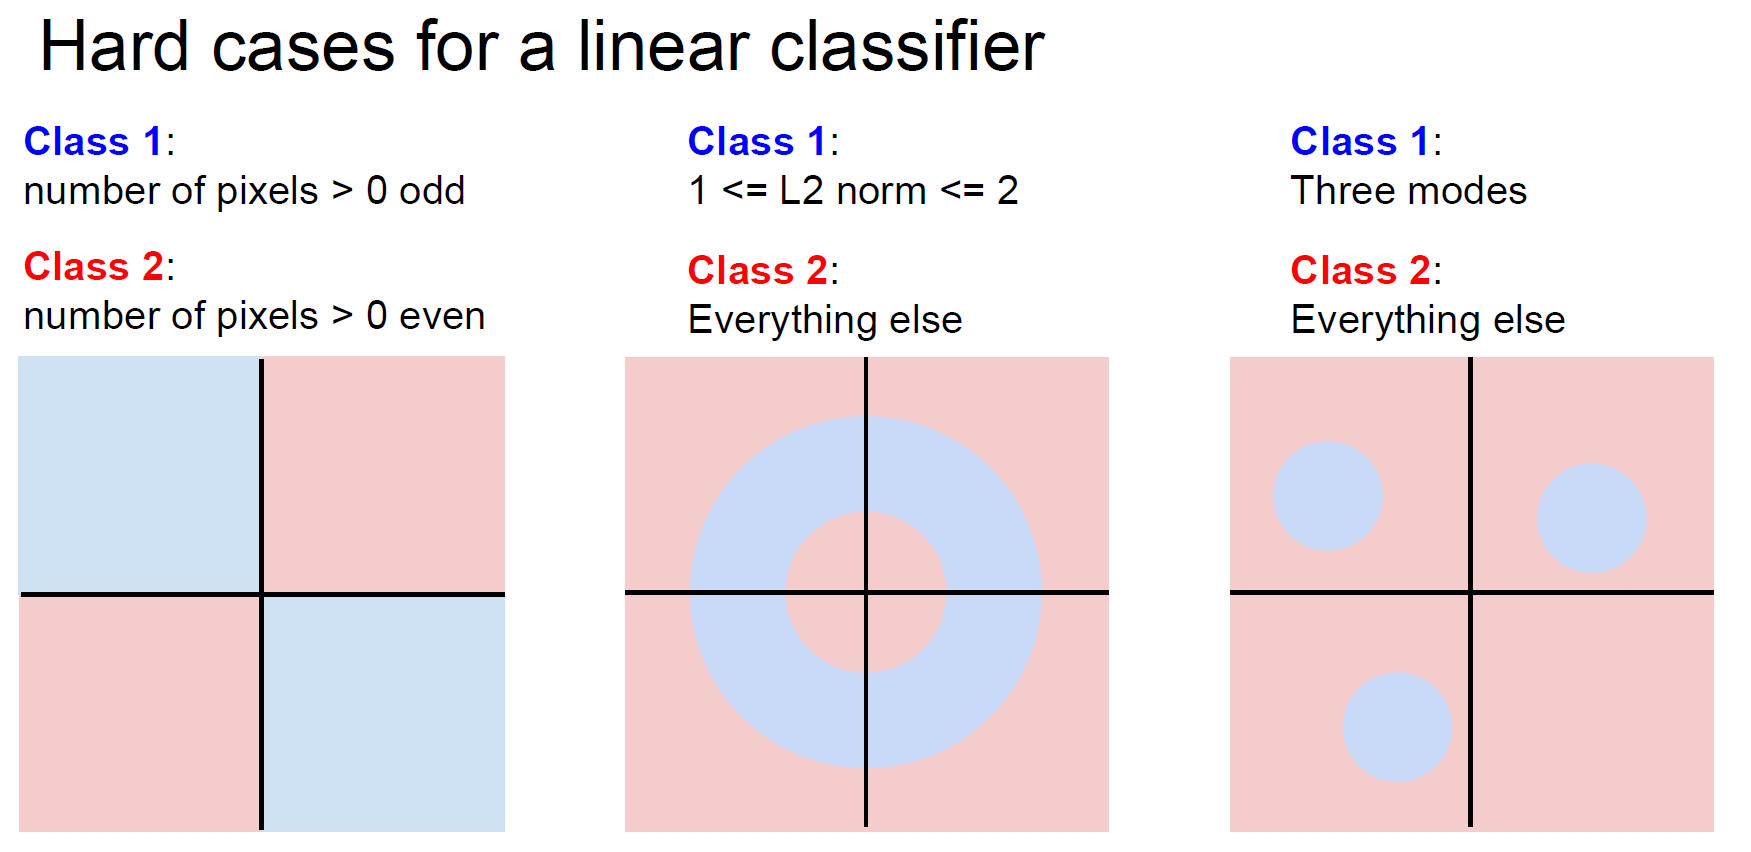 Hard cases for a linear classifier
Class 1:
number of pixels > 0 odd
Class 2:
number of pixels > 0 even
Class 1:
1 <= L2 norm <= 2
Class 2:
Everything else
Class 1:
Three modes
Class 2:
Everything else